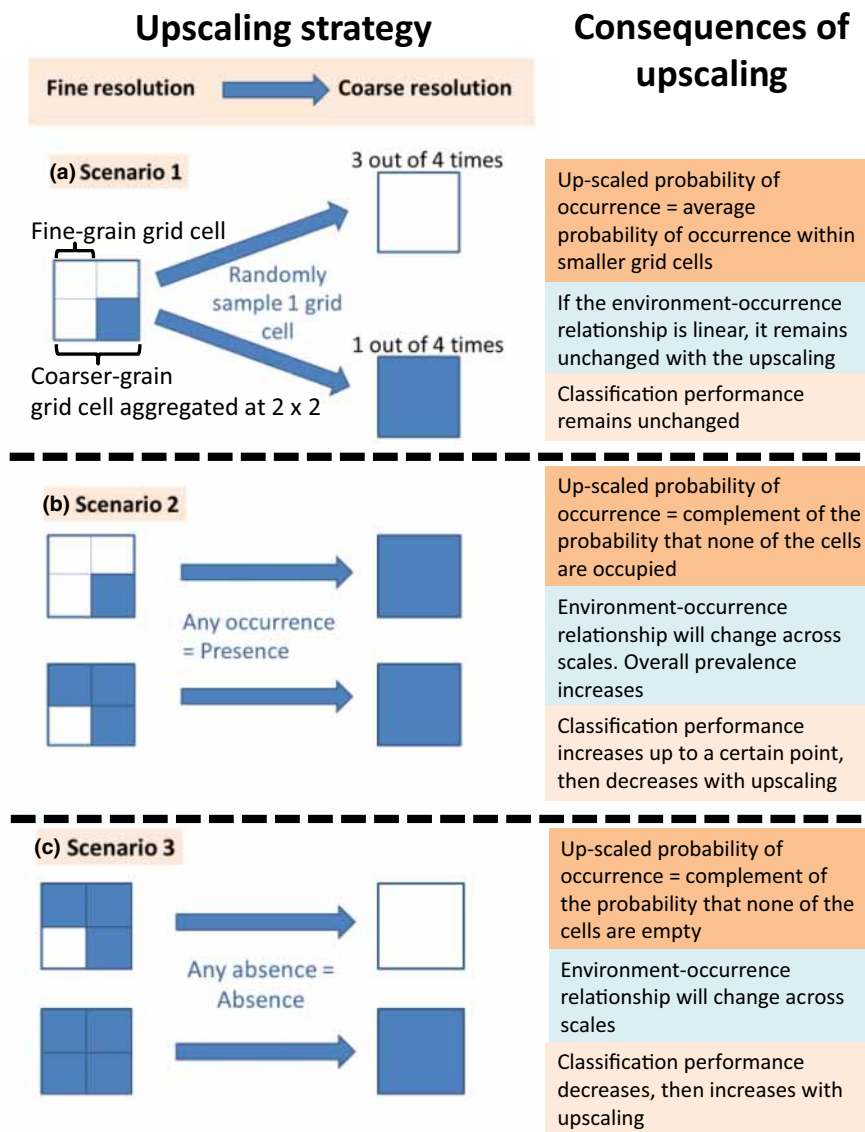 Upscaling strategy
Consequences of
upscaling
Fine resolution
Coarse resolution
(a) Scenario 1
3 out of 4 times
Fine-grain grid cell
Randomly
sample 1 grid
cell
1 out of 4 times
Coarser-grain
grid cell aggregated at 2 x 2
Up-scaled probability of
occurrence = average
probability of occurrence within
smaller grid cells
If the environment-occurrence
relationship is linear, it remains
unchanged with the upscaling
Classification performance
remains unchanged
(b) Scenario 2
Any occurrence
= Presence
Up-scaled probability of
occurrence = complement of the
probability that none of the cells
are occupied
Environment-occurrence
relationship will change across
scales. Overall prevalence
increases
Classification performance
increases up to a certain point,
then decreases with upscaling
(c) Scenario 3
Any absence =
Absence
Up-scaled probability of
occurrence = complement of
the probability that none of the
cells are empty
Environment-occurrence
relationship will change across
scales
Classification performance
decreases, then increases with
upscaling